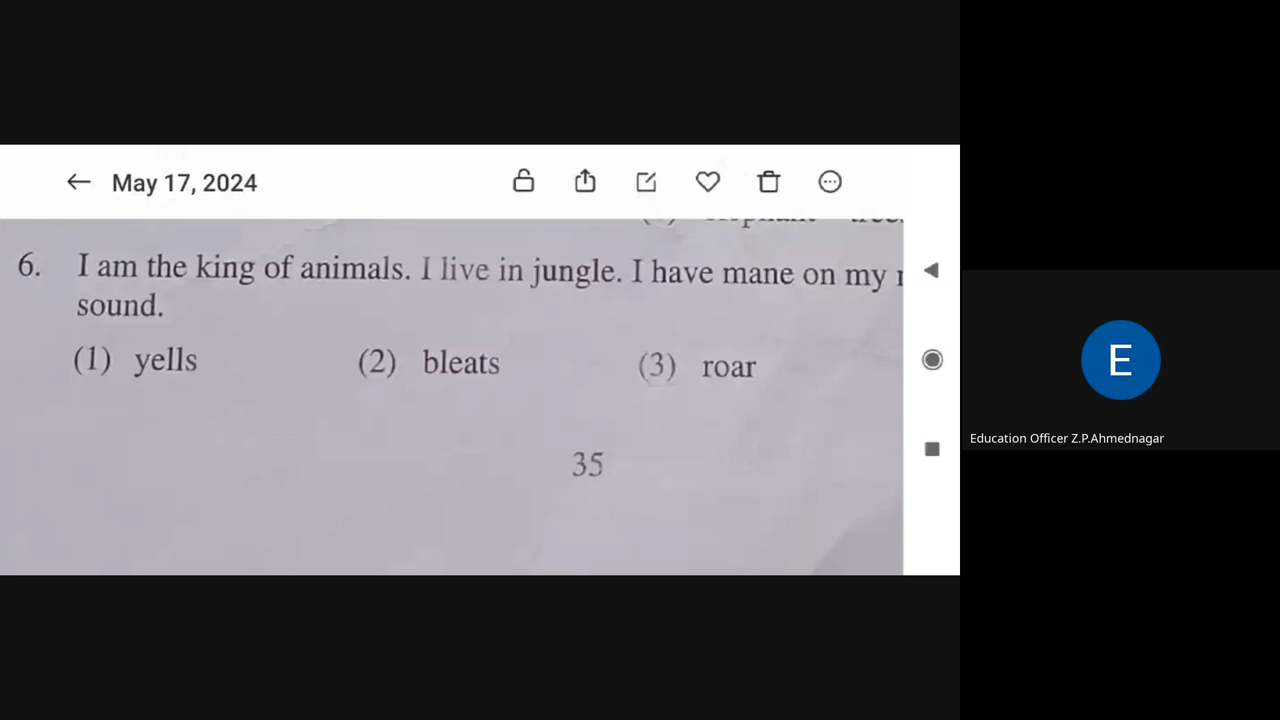 May 17, 2024
6. I am the king of animals. I live in jungle. I have mane on my
sound.
(1) yells (2) bleats (3) roar
35
E
Education Officer Z.P.Ahmednagar